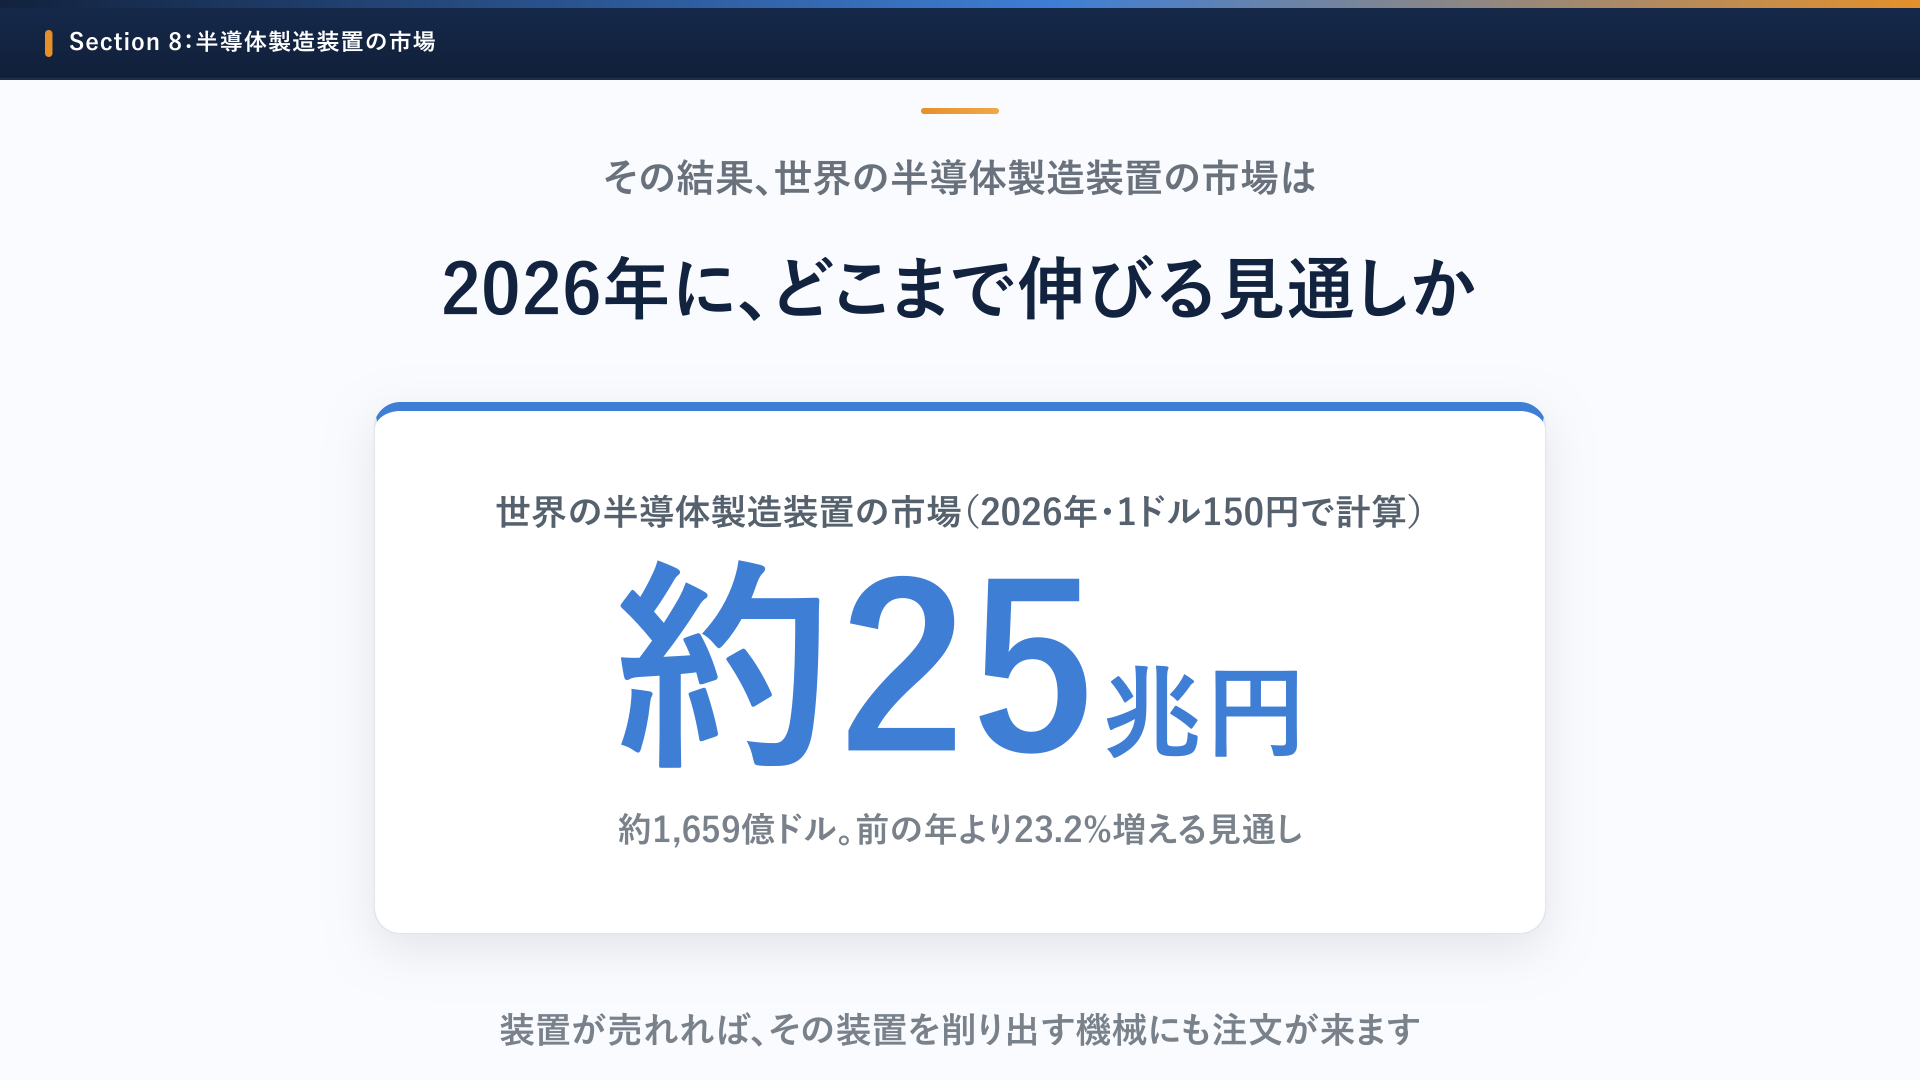 Section 8：半導体製造装置の市場
その結果、世界の半導体製造装置の市場は
2026年に、どこまで伸びる見通しか
世界の半導体製造装置の市場（2026年・1ドル150円で計算）
約25兆円
約1,659億ドル。前の年より23.2%増える見通し
装置が売れれば、その装置を削り出す機械にも注文が来ます